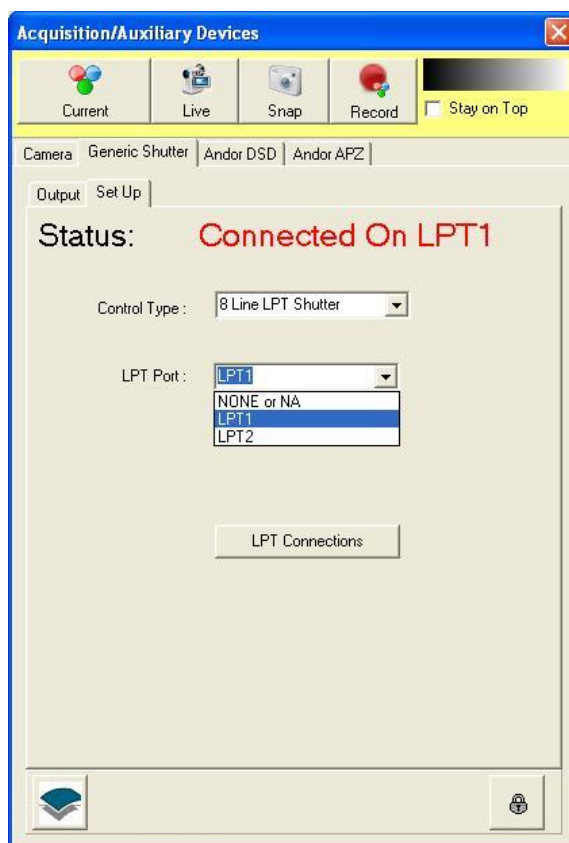 Acquisition/Auxiliary Devices
Current Live Snap Record Stay on Top
Camera Generic Shutter Andor DSD Andor APZ
Output Set Up
Status: Connected On LPT1
Control Type : 8 Line LPT Shutter
LPT Port : LPT1
NONE or NA
LPT1
LPT2
LPT Connections